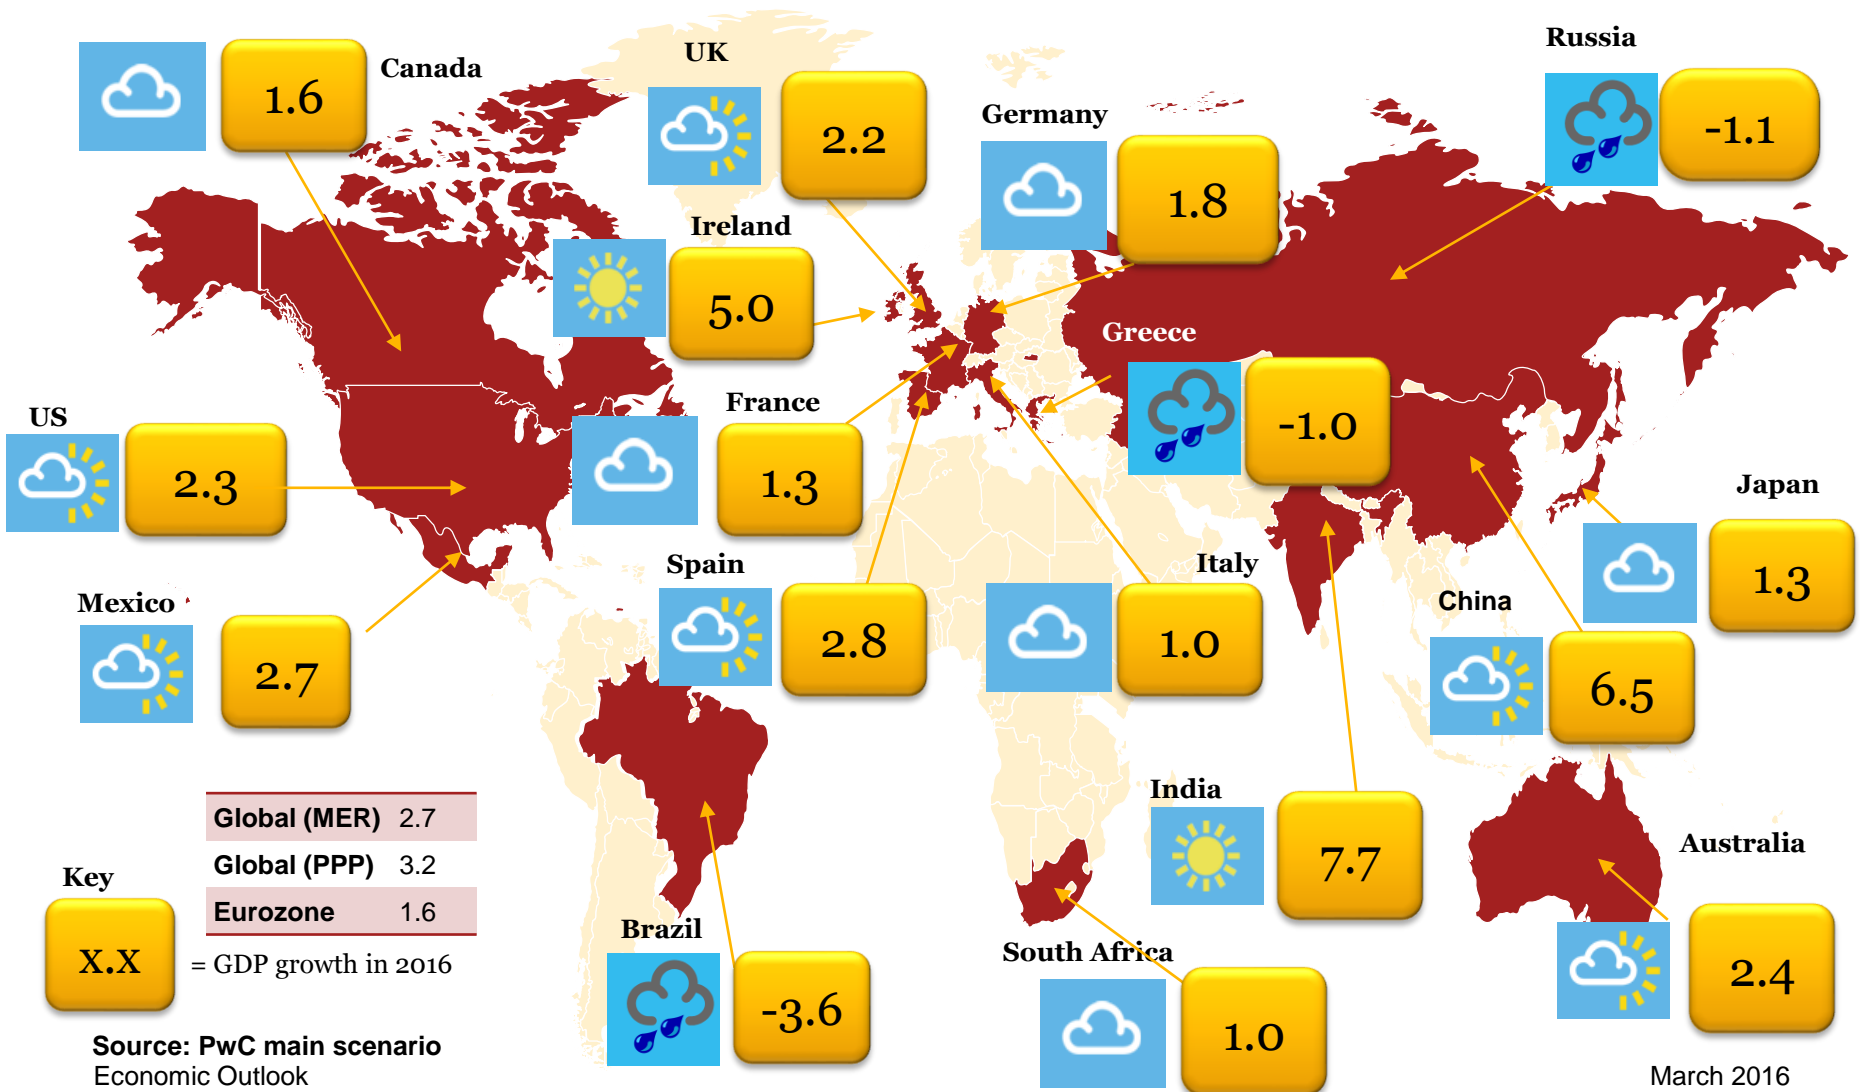 Canada
1.6
UK
2.2
Germany
1.8
Russia
-1.1
Ireland
5.0
Greece
-1.0
US
2.3
France
1.3
Japan
1.3
Mexico
2.7
Spain
2.8
Italy
1.0
China
6.5
India
7.7
Australia
2.4
Brazil
-3.6
South Africa
1.0
Global (MER) 2.7
Global (PPP) 3.2
Eurozone 1.6
Key
x.x
= GDP growth in 2016
Source: PwC main scenario
Economic Outlook
March 2016